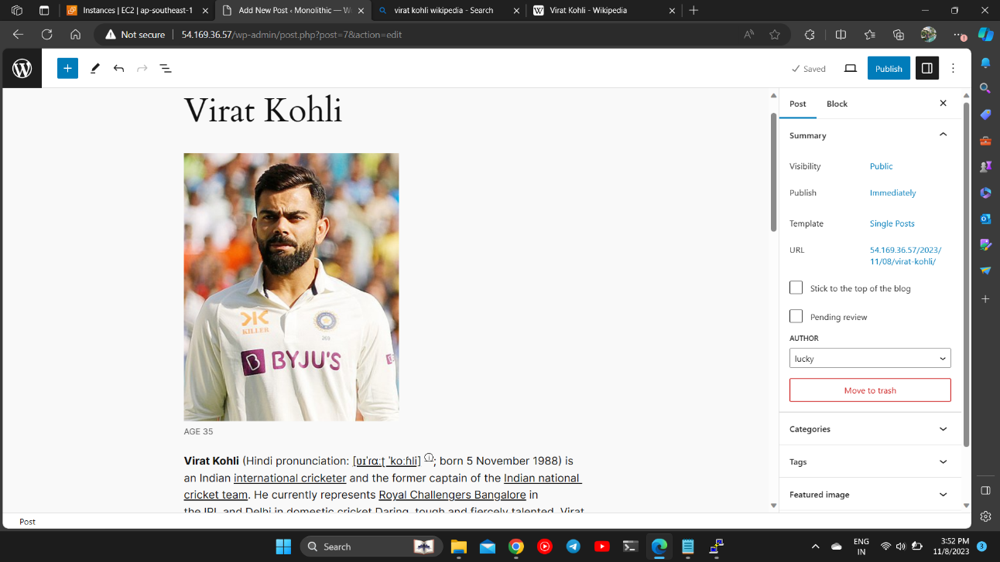 Instances | EC2 | ap-southeast-1
Add New Post ‹ Monolithic — W
virat kohli wikipedia - Search
Virat Kohli - Wikipedia
Not secure
54.169.36.57/wp-admin/post.php?post=7&action=edit
Saved
Publish
Virat Kohli
KILLER
269
BYJU'S
AGE 35
Virat Kohli (Hindi pronunciation: [ʋɪˈɾɑːʈ ˈkoːɦli] ⓘ; born 5 November 1988) is
an Indian international cricketer and the former captain of the Indian national
cricket team. He currently represents Royal Challengers Bangalore in
the IPL and Delhi in domestic cricket Daring, tough and fiercely talented, Virat
Post
Block
Summary
Visibility
Public
Publish
Immediately
Template
Single Posts
URL
54.169.36.57/2023/
11/08/virat-kohli/
Stick to the top of the blog
Pending review
AUTHOR
lucky
Move to trash
Categories
Tags
Featured image
Post
Search
ENG
IN
3:52 PM
11/8/2023
3